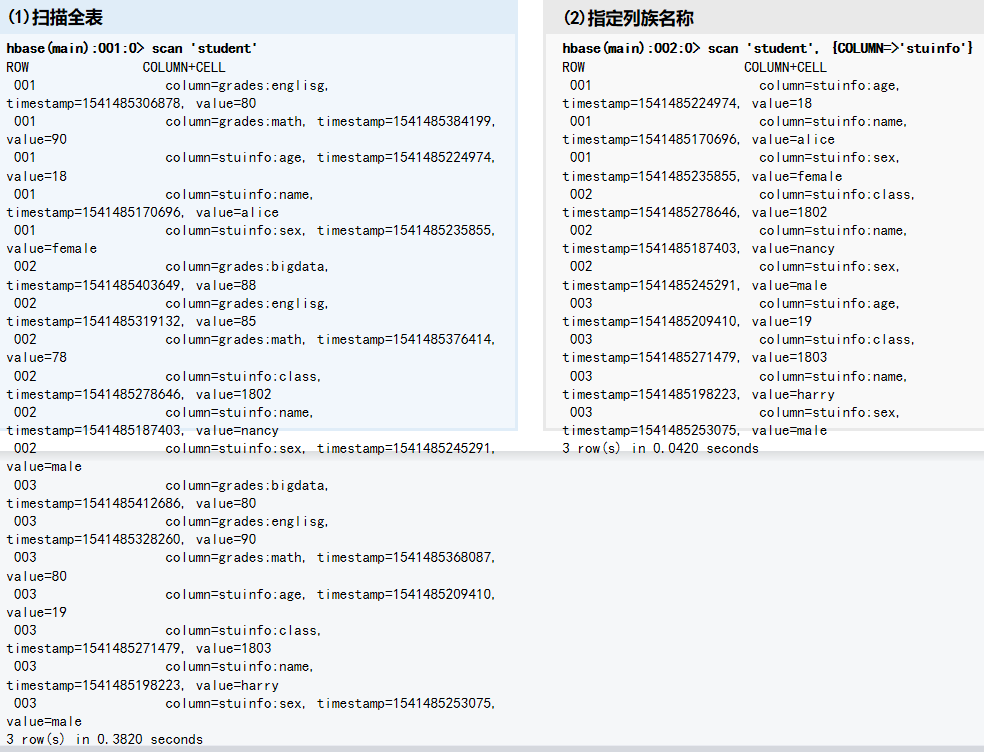 (1)扫描全表
hbase(main):001:0> scan 'student'
ROW COLUMN+CELL
001 column=grades:englisg,
timestamp=1541485306878, value=80
001 column=grades:math, timestamp=1541485384199,
value=90
001 column=stuinfo:age, timestamp=1541485224974,
value=18
001 column=stuinfo:name,
timestamp=1541485170696, value=alice
001 column=stuinfo:sex, timestamp=1541485235855,
value=female
002 column=grades:bigdata,
timestamp=1541485403649, value=88
002 column=grades:englisg,
timestamp=1541485319132, value=85
002 column=grades:math, timestamp=1541485376414,
value=78
002 column=stuinfo:class,
timestamp=1541485278646, value=1802
002 column=stuinfo:name,
timestamp=1541485187403, value=nancy
002 column=stuinfo:sex, timestamp=1541485245291,
value=male
003 column=grades:bigdata,
timestamp=1541485412686, value=80
003 column=grades:englisg,
timestamp=1541485328260, value=90
003 column=grades:math, timestamp=1541485368087,
value=80
003 column=stuinfo:age, timestamp=1541485209410,
value=19
003 column=stuinfo:class,
timestamp=1541485271479, value=1803
003 column=stuinfo:name,
timestamp=1541485198223, value=harry
003 column=stuinfo:sex, timestamp=1541485253075,
value=male
3 row(s) in 0.3820 seconds
(2)指定列族名称
hbase(main):002:0> scan 'student', {COLUMN=>'stuinfo'}
ROW COLUMN+CELL
001 column=stuinfo:age,
timestamp=1541485224974, value=18
001 column=stuinfo:name,
timestamp=1541485170696, value=alice
001 column=stuinfo:sex,
timestamp=1541485235855, value=female
002 column=stuinfo:class,
timestamp=1541485278646, value=1802
002 column=stuinfo:name,
timestamp=1541485187403, value=nancy
002 column=stuinfo:sex,
timestamp=1541485245291, value=male
003 column=stuinfo:age,
timestamp=1541485209410, value=19
003 column=stuinfo:class,
timestamp=1541485271479, value=1803
003 column=stuinfo:name,
timestamp=1541485198223, value=harry
003 column=stuinfo:sex,
timestamp=1541485253075, value=male
3 row(s) in 0.0420 seconds